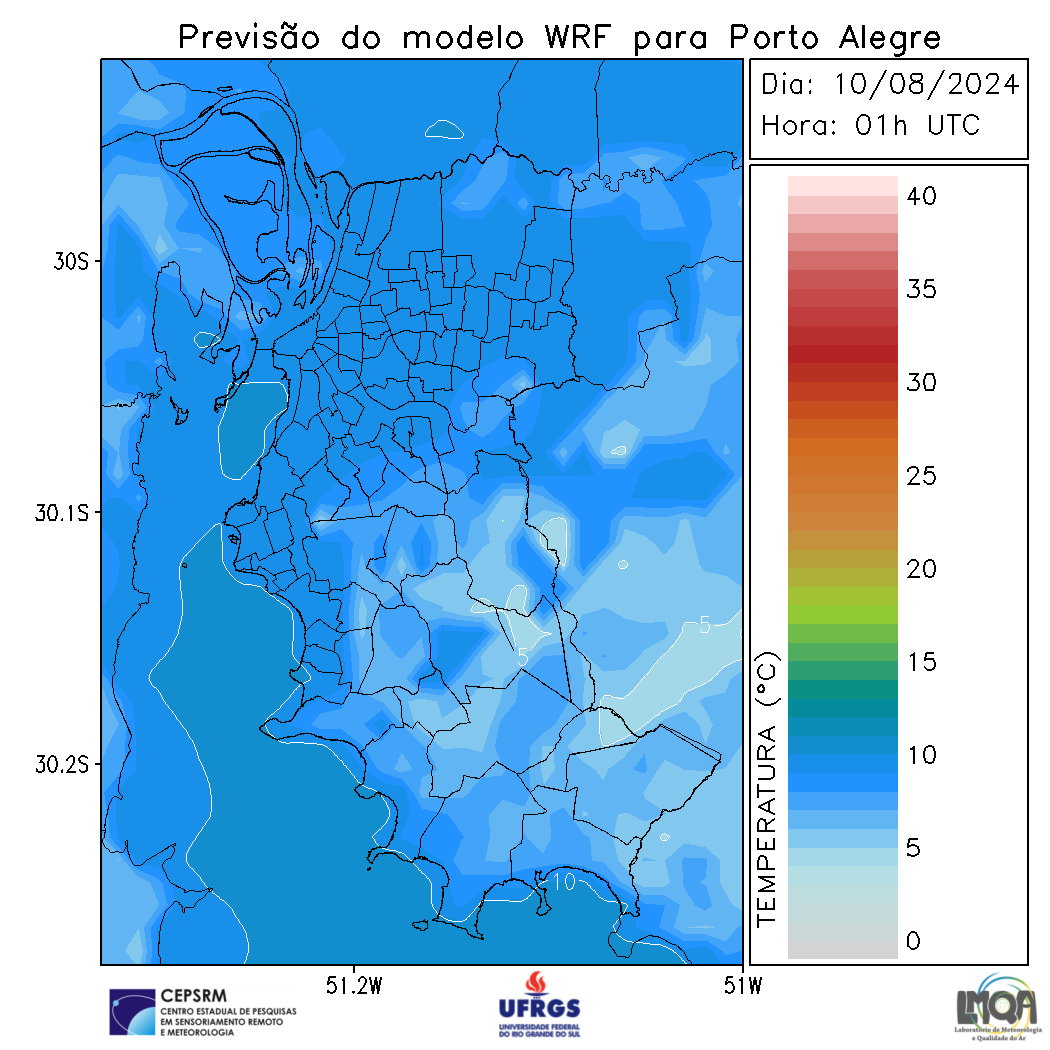 Previsão do modelo WRF para Porto Alegre
Dia: 10/08/2024
Hora: 01h UTC
30S
30.1S
30.2S
51.2W
51W
5
5
10
TEMPERATURA (°C)
40
35
30
25
20
15
10
5
0
CEPSRM
CENTRO ESTADUAL DE PESQUISAS
EM SENSORIAMENTO REMOTO
E METEOROLOGIA
UFRGS
UNIVERSIDADE FEDERAL
DO RIO GRANDE DO SUL
LMQA
Laboratório de Meteorologia
e Qualidade do Ar